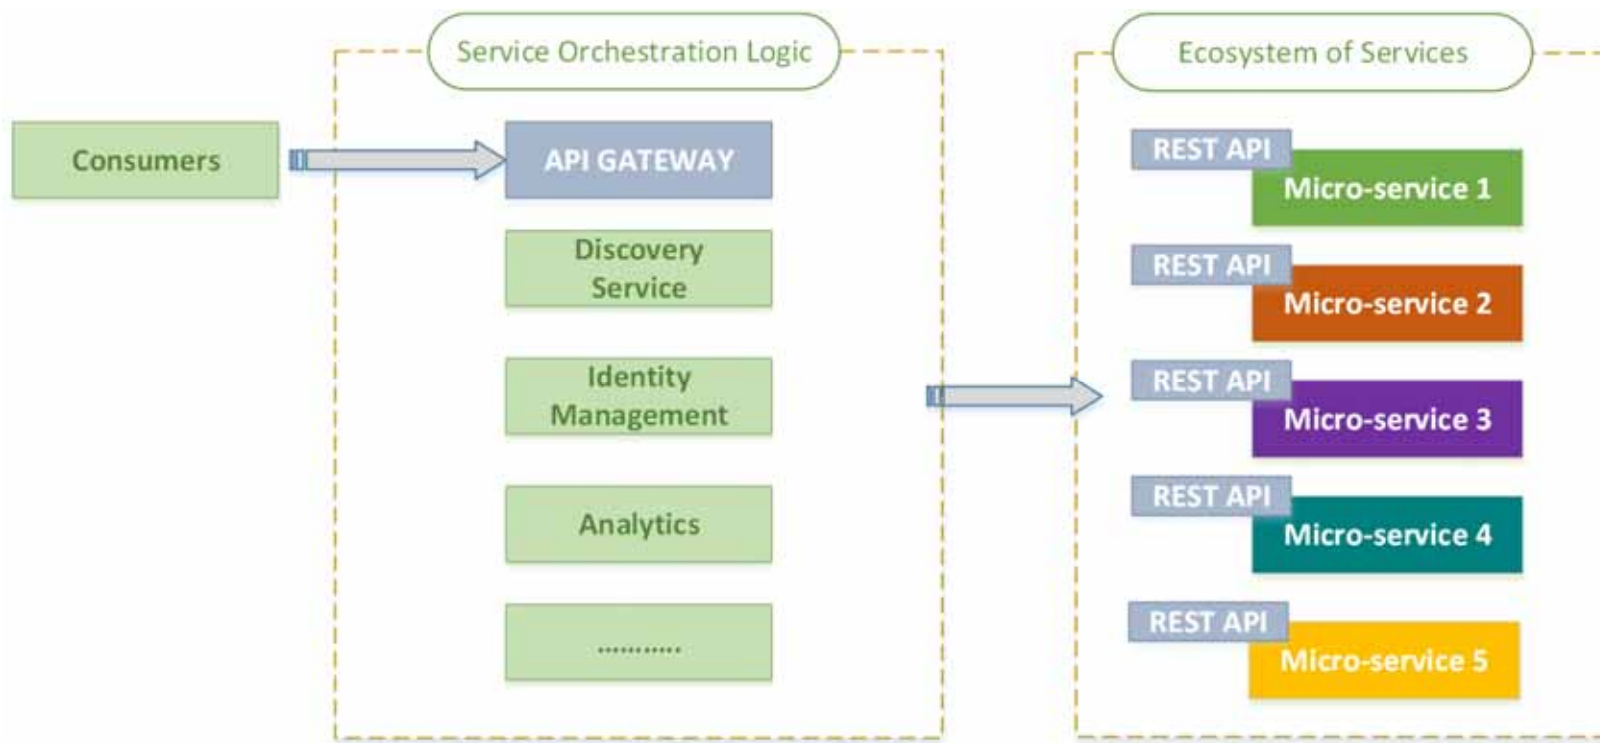 Service Orchestration Logic
Ecosystem of Services
Consumers
API GATEWAY
Discovery
Service
Identity
Management
Analytics
...........
REST API
Micro-service 1
REST API
Micro-service 2
REST API
Micro-service 3
REST API
Micro-service 4
REST API
Micro-service 5